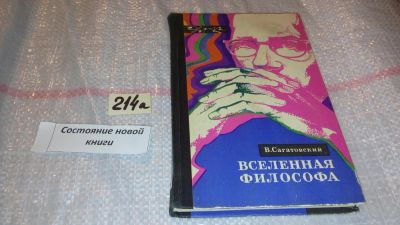 214а
Состояние новой
книги
В.Сагатовский
ВСЕЛЕННАЯ
ФИЛОСОФА